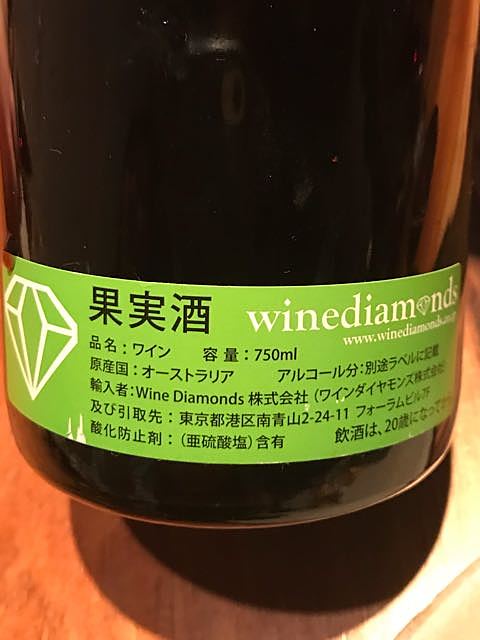 果実酒 winediamonds
www.winediamonds
品名：ワイン 容量：750ml
原産国：オーストラリア アルコール分：別途ラベルに記載
輸入者：Wine Diamonds 株式会社（ワインダイヤモンズ株式会社）
及び引取先：東京都港区南青山2-24-11 フォーラムビル7F
酸化防止剤：（亜硫酸塩）含有 飲酒は、20歳になって